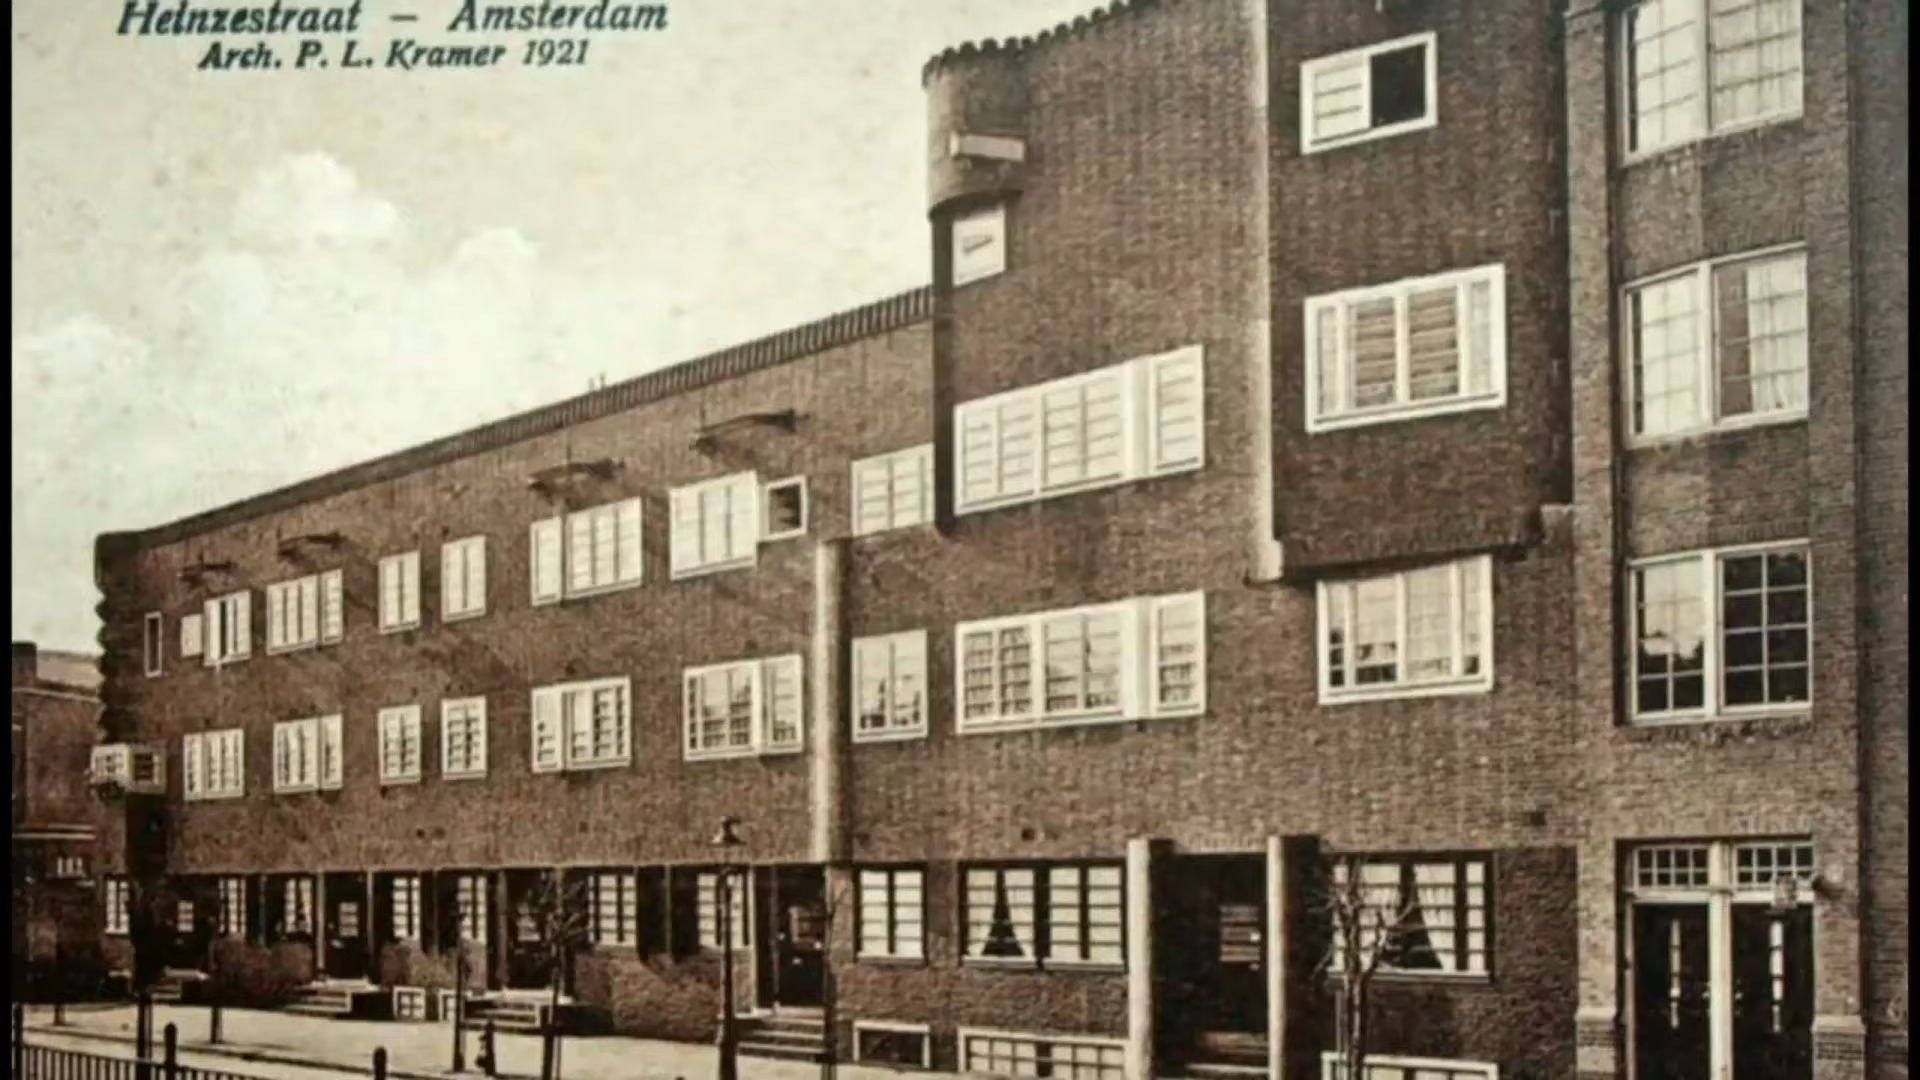 Heinzestraat – Amsterdam
Arch. P. L. Kramer 1921